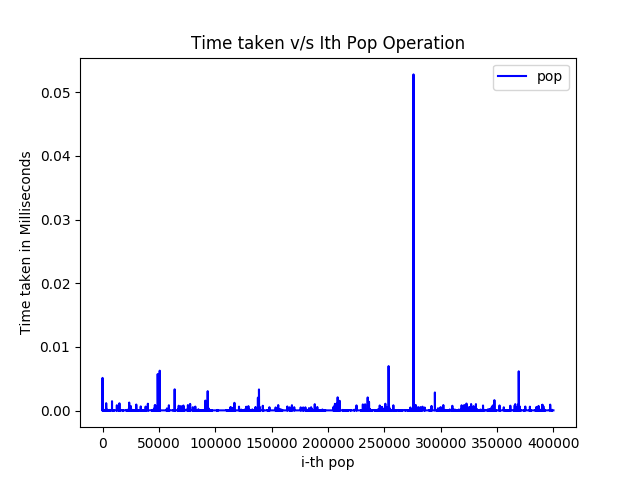 Time taken v/s Ith Pop Operation
pop
0.05
0.04
0.03
0.02
0.01
0.00
Time taken in Milliseconds
0 50000 100000 150000 200000 250000 300000 350000 400000
i-th pop